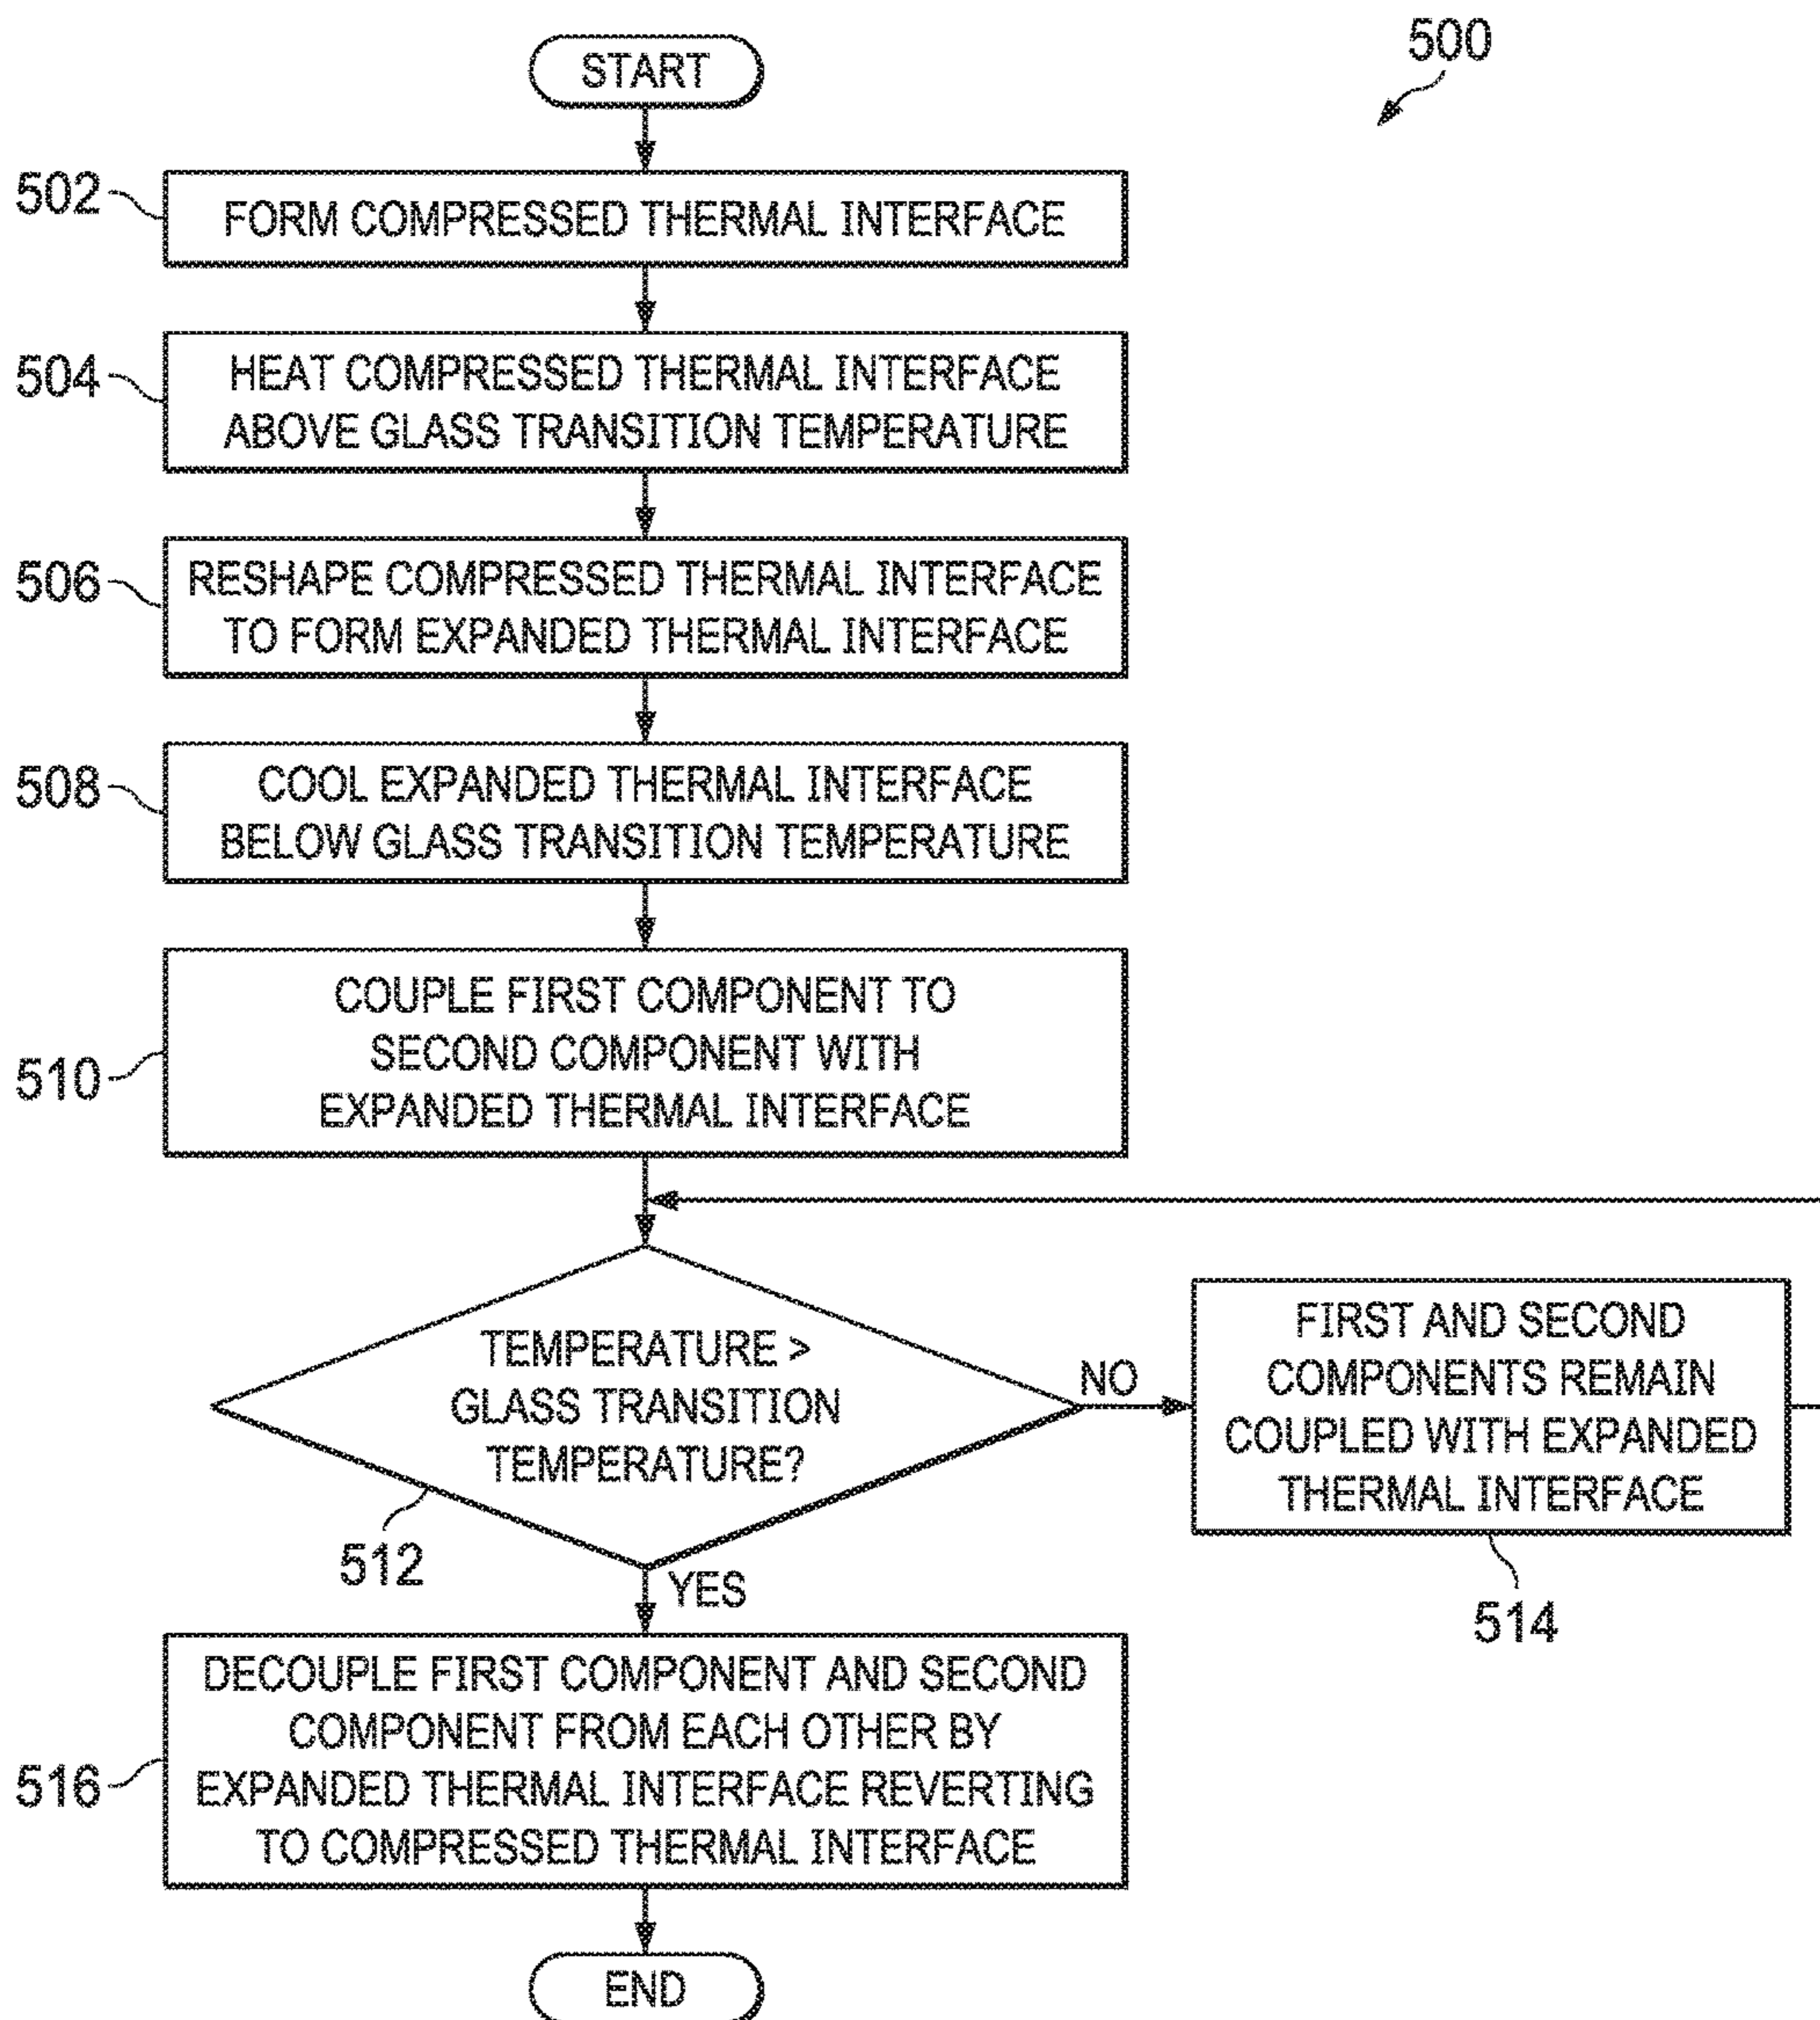 500
START
502
FORM COMPRESSED THERMAL INTERFACE
504
HEAT COMPRESSED THERMAL INTERFACE
ABOVE GLASS TRANSITION TEMPERATURE
506
RESHAPE COMPRESSED THERMAL INTERFACE
TO FORM EXPANDED THERMAL INTERFACE
508
COOL EXPANDED THERMAL INTERFACE
BELOW GLASS TRANSITION TEMPERATURE
510
COUPLE FIRST COMPONENT TO
SECOND COMPONENT WITH
EXPANDED THERMAL INTERFACE
TEMPERATURE >
GLASS TRANSITION
TEMPERATURE?
512
NO
FIRST AND SECOND
COMPONENTS REMAIN
COUPLED WITH EXPANDED
THERMAL INTERFACE
514
YES
516
DECOUPLE FIRST COMPONENT AND SECOND
COMPONENT FROM EACH OTHER BY
EXPANDED THERMAL INTERFACE REVERTING
TO COMPRESSED THERMAL INTERFACE
END